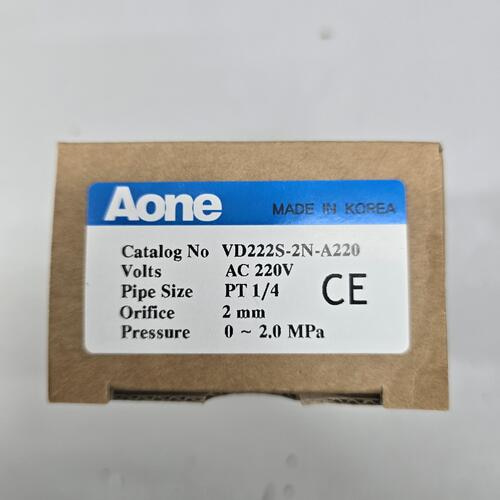 Aone
MADE IN KOREA
Catalog No VD222S-2N-A220
Volts AC 220V
Pipe Size PT 1/4
Orifice 2 mm
Pressure 0 ~ 2.0 MPa
CE